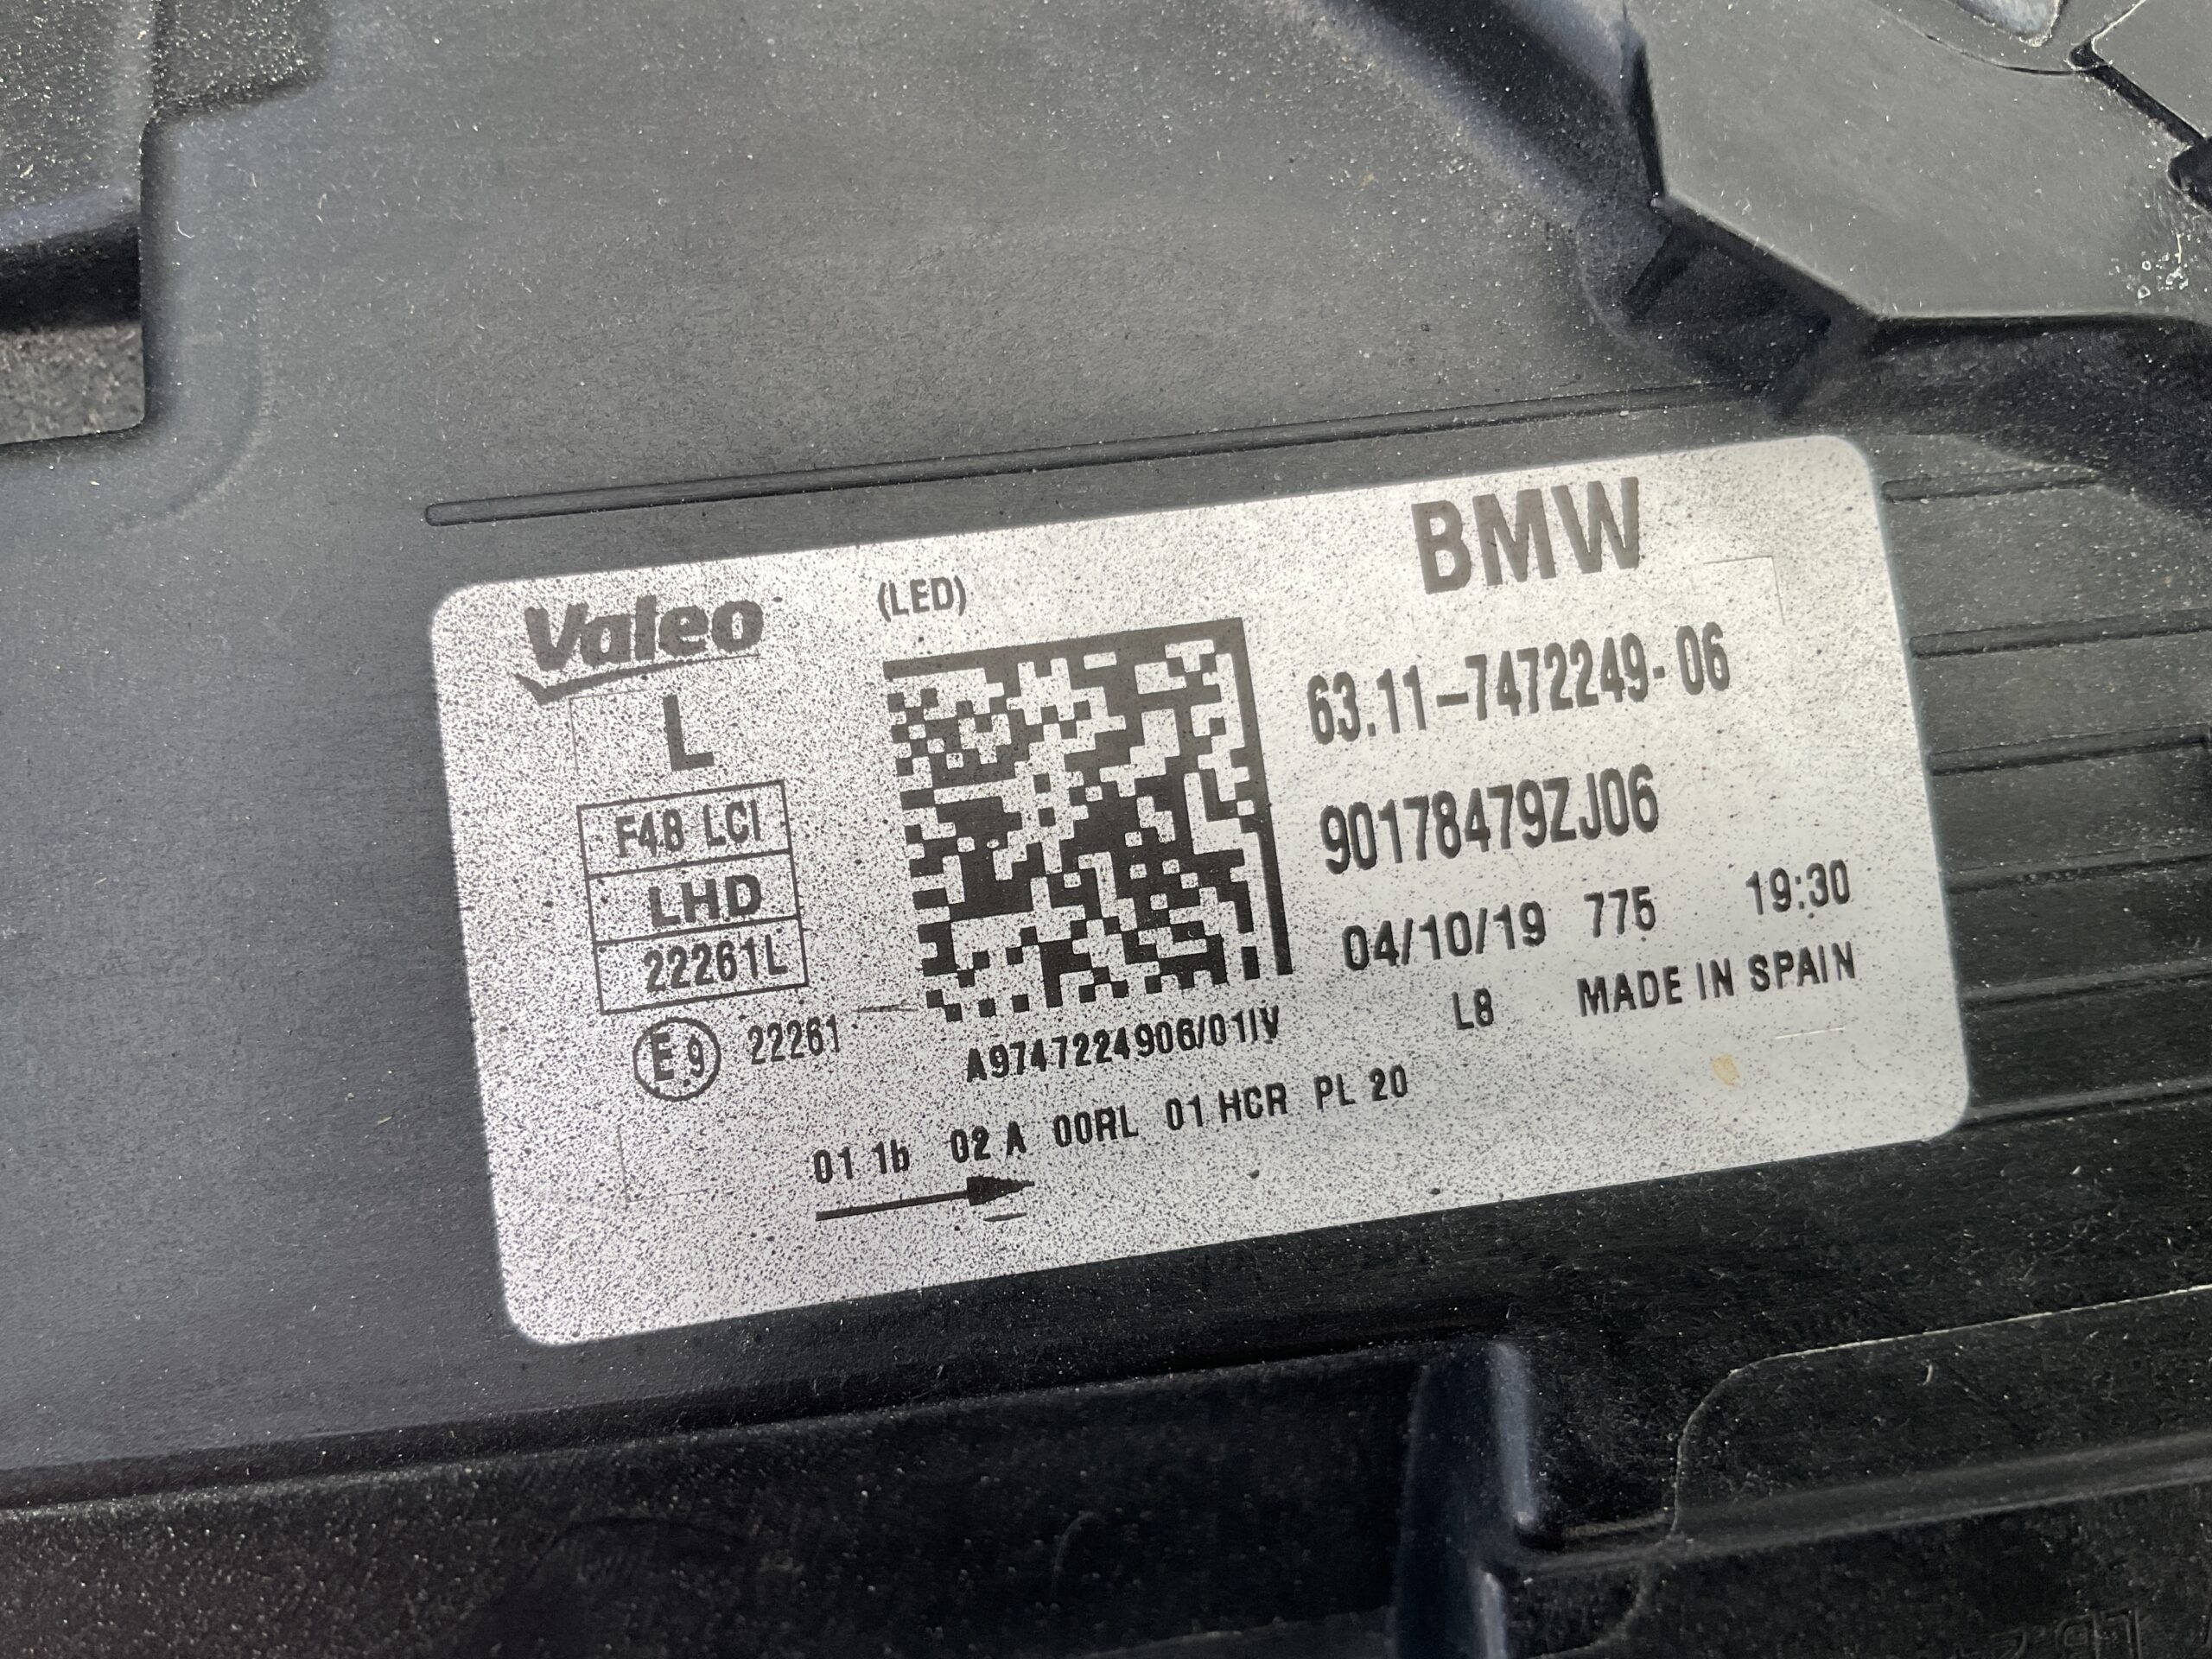 Valeo
(LED)
BMW
L
63.11-7472249-06
F48 LCI
90178479ZJ06
LHD
04/10/19 775 19:30
22261L
L8 MADE IN SPAIN
E9 22261
A9747224906/01IV
01 1b 02 A 00RL 01 HCR PL 20